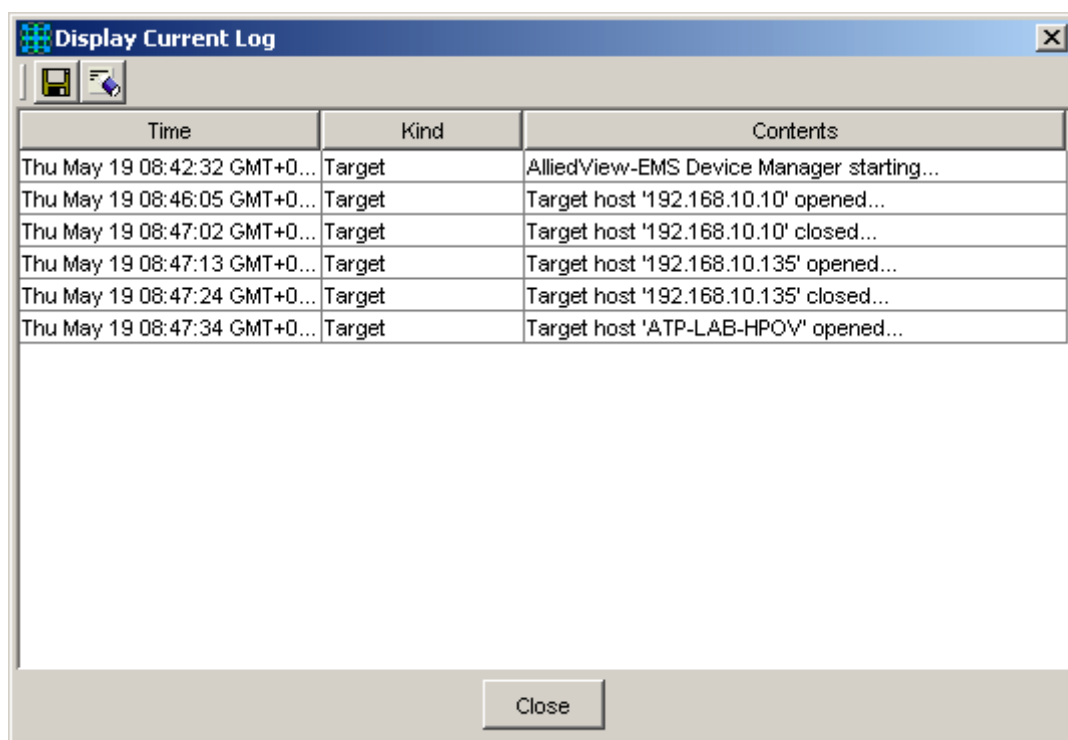 Display Current Log
Time Kind Contents
Thu May 19 08:42:32 GMT+0... Target AlliedView-EMS Device Manager starting...
Thu May 19 08:46:05 GMT+0... Target Target host '192.168.10.10' opened...
Thu May 19 08:47:02 GMT+0... Target Target host '192.168.10.10' closed...
Thu May 19 08:47:13 GMT+0... Target Target host '192.168.10.135' opened...
Thu May 19 08:47:24 GMT+0... Target Target host '192.168.10.135' closed...
Thu May 19 08:47:34 GMT+0... Target Target host 'ATP-LAB-HPOV' opened...
Close